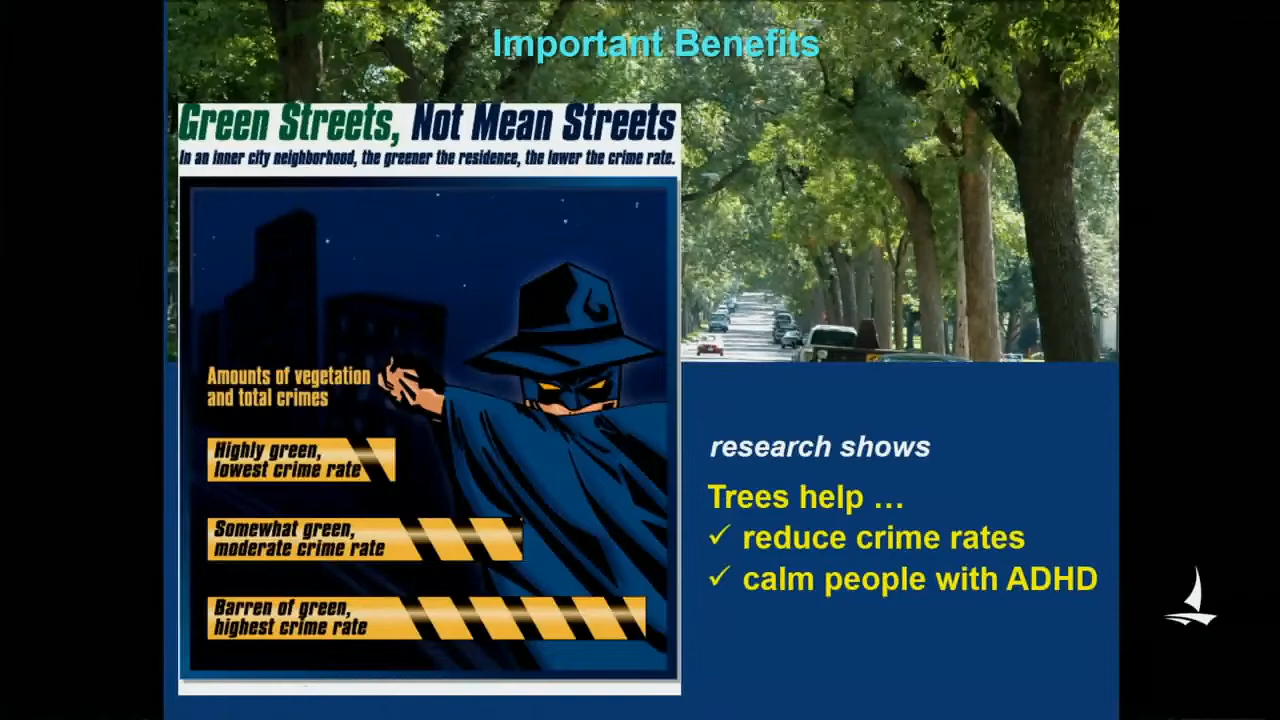 Important Benefits
Green Streets, Not Mean Streets
In an inner city neighborhood, the greener the residence, the lower the crime rate.
Amounts of vegetation
and total crimes
Highly green,
lowest crime rate
Somewhat green,
moderate crime rate
Barren of green,
highest crime rate
research shows
Trees help …
✓ reduce crime rates
✓ calm people with ADHD